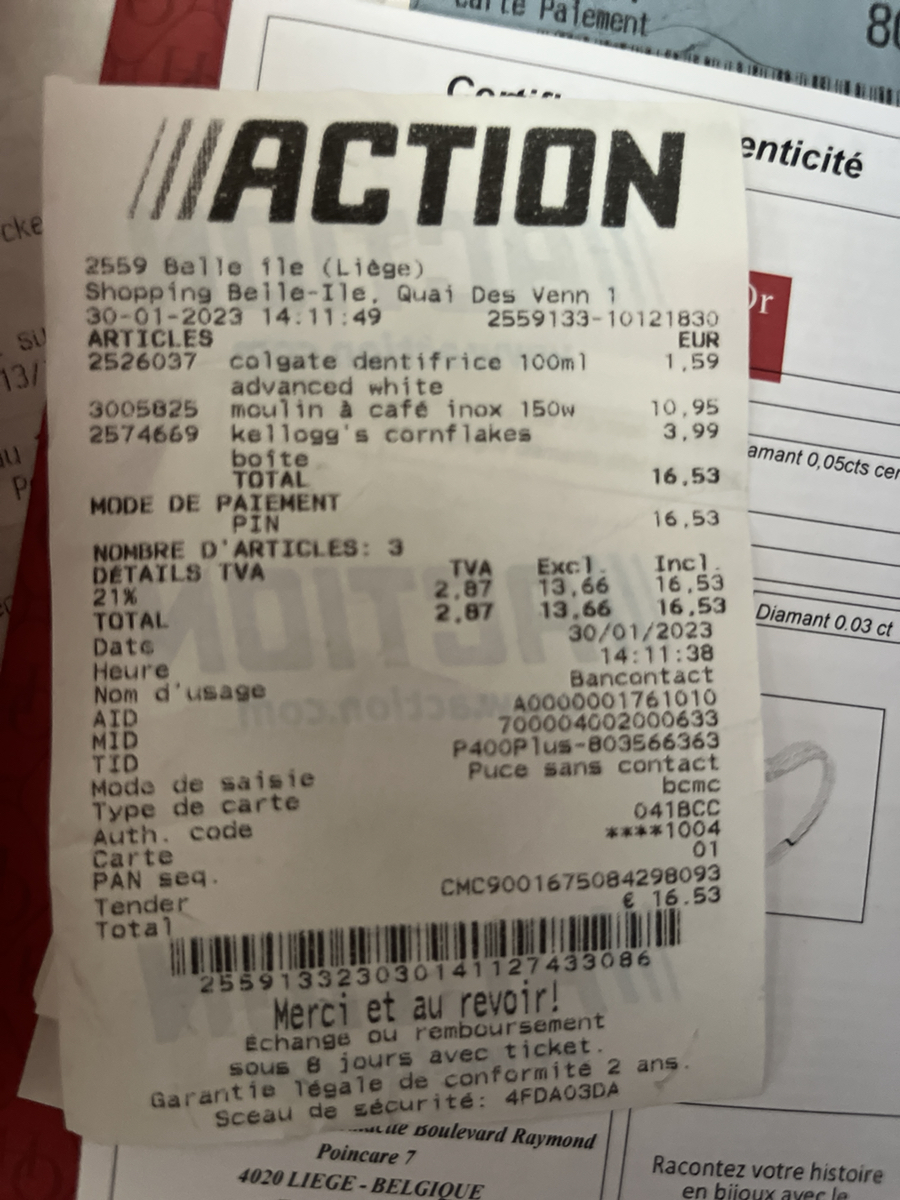 Carte Paiement
80
enticité
ACTION
2559 Belle île (Liège)
Shopping Belle-Ile, Quai Des Venn 1
30-01-2023 14:11:49 2559133-10121830
ARTICLES EUR
2526037 colgate dentifrice 100ml 1,59
advanced white
3005825 moulin à café inox 150w 10,95
2574669 kellogg's cornflakes 3,99
boîte
TOTAL 16,53
MODE DE PAIEMENT
PIN 16,53
NOMBRE D'ARTICLES: 3
DÉTAILS TVA TVA Excl. Incl.
21% 2,87 13,66 16,53
TOTAL 2,87 13,66 16,53
Date 30/01/2023
Heure 14:11:38
Nom d'usage Bancontact
AID A0000001761010
MID 700004002000633
TID P400Plus-803566363
Mode de saisie Puce sans contact
Type de carte bcmc
Auth. code 041BCC
Carte ****1004
PAN seq. 01
Tender CMC9001675084298093
Total € 16.53
255913323030141127433086
Merci et au revoir!
Échange ou remboursement
sous 8 jours avec ticket.
Garantie légale de conformité 2 ans.
Sceau de sécurité: 4FDA03DA
Or
amant 0,05cts cer
Diamant 0.03 ct
Boulevard Raymond
Poincare 7
4020 LIEGE - BELGIQUE
Racontez votre histoire
en bijoux avec le